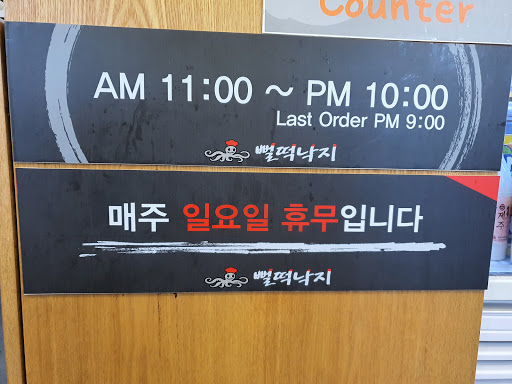 Counter
AM 11:00 ~ PM 10:00
Last Order PM 9:00
뻘떡낙지
매주 일요일 휴무입니다
뻘떡낙지